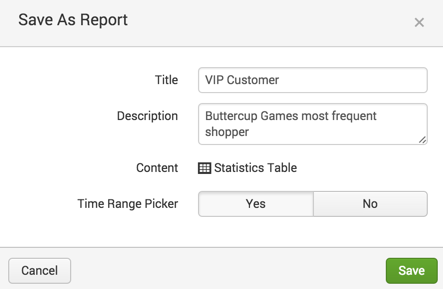 Save As Report ×
Title VIP Customer
Description Buttercup Games most frequent
shopper
Content Statistics Table
Time Range Picker Yes No
Cancel Save